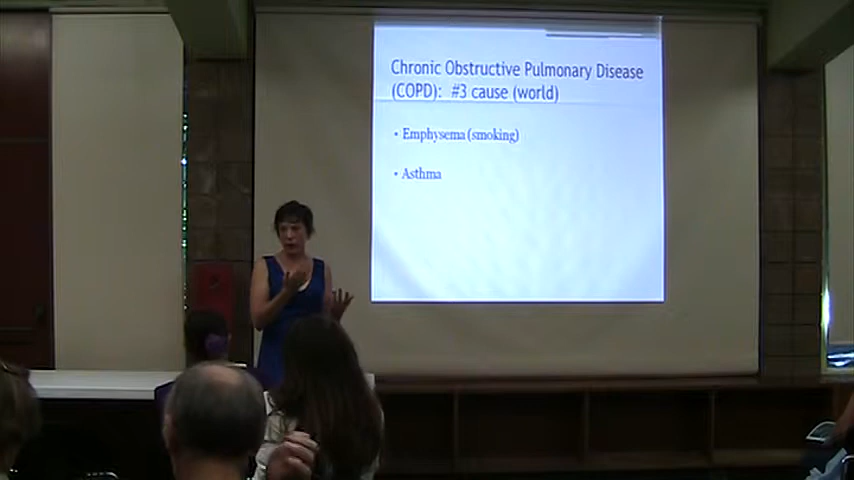 Chronic Obstructive Pulmonary Disease
(COPD): #3 cause (world)
• Emphysema (smoking)
• Asthma